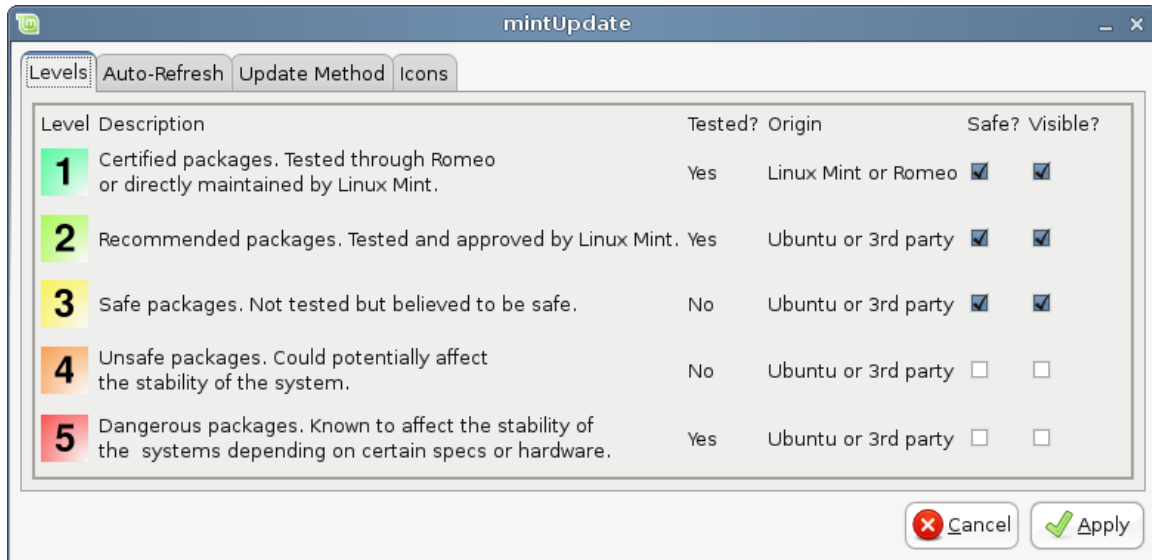 mintUpdate
Levels Auto-Refresh Update Method Icons
Level Description Tested? Origin Safe? Visible?
1 Certified packages. Tested through Romeo
or directly maintained by Linux Mint. Yes Linux Mint or Romeo
2 Recommended packages. Tested and approved by Linux Mint. Yes Ubuntu or 3rd party
3 Safe packages. Not tested but believed to be safe. No Ubuntu or 3rd party
4 Unsafe packages. Could potentially affect
the stability of the system. No Ubuntu or 3rd party
5 Dangerous packages. Known to affect the stability of
the  systems depending on certain specs or hardware. Yes Ubuntu or 3rd party
Cancel Apply